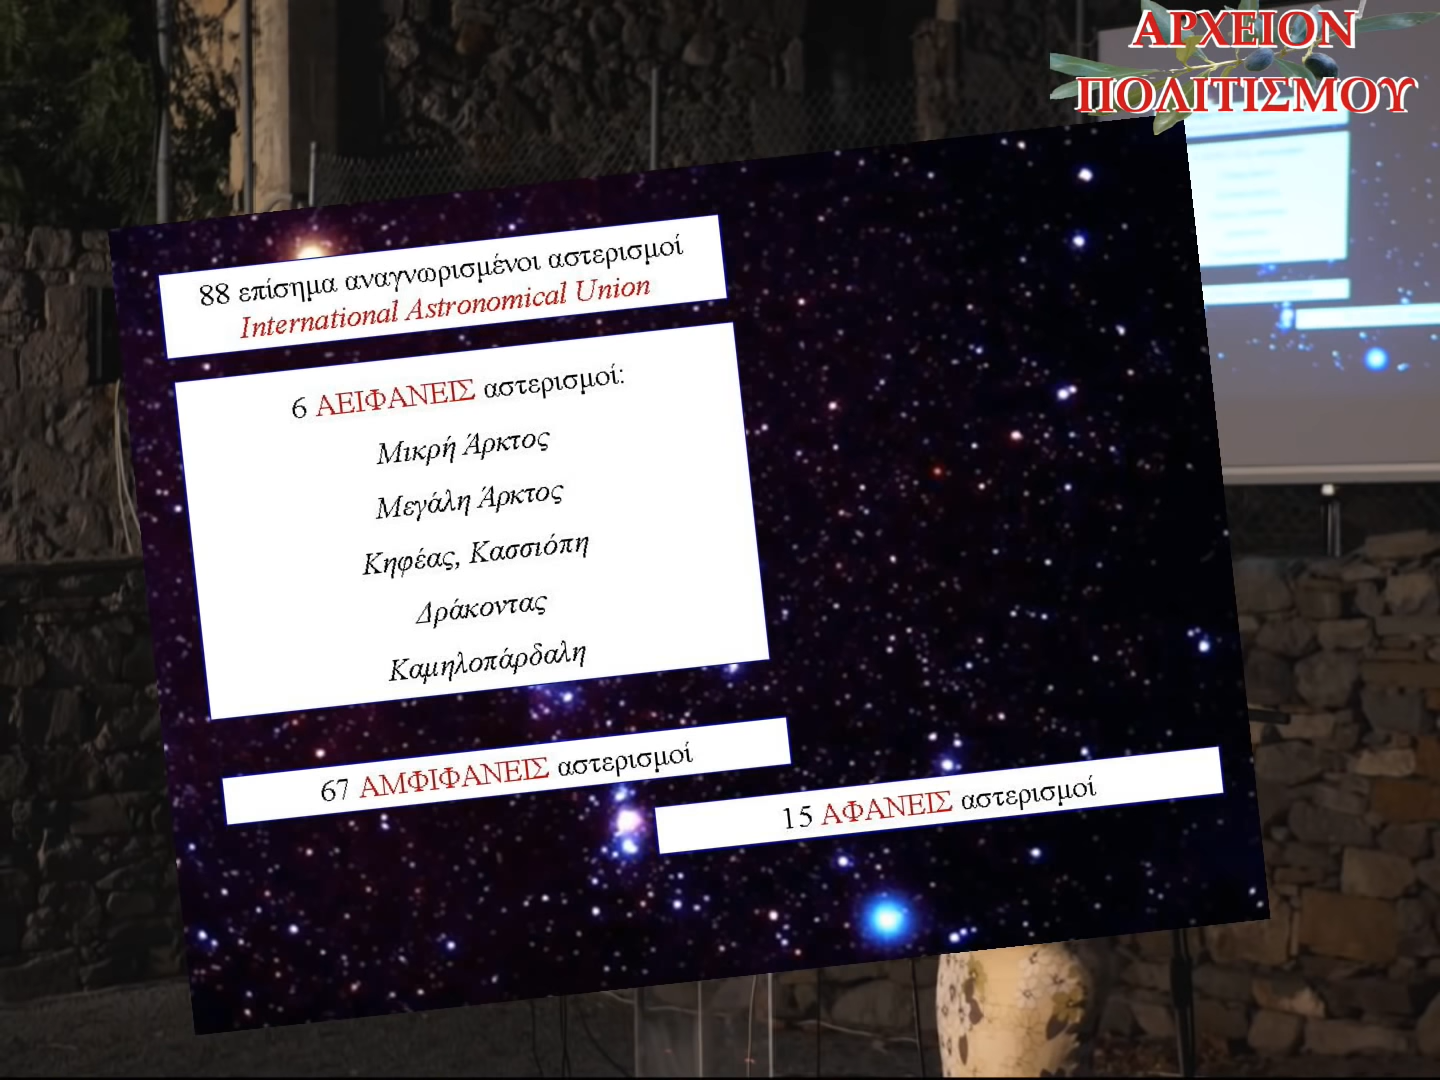 ΑΡΧΕΙΟΝ
ΠΟΛΙΤΙΣΜΟΥ
88 επίσημα αναγνωρισμένοι αστερισμοί
International Astronomical Union
6 ΑΕΙΦΑΝΕΙΣ αστερισμοί:
Μικρή Άρκτος
Μεγάλη Άρκτος
Κηφέας, Κασσιόπη
Δράκοντας
Καμηλοπάρδαλη
67 ΑΜΦΙΦΑΝΕΙΣ αστερισμοί
15 ΑΦΑΝΕΙΣ αστερισμοί